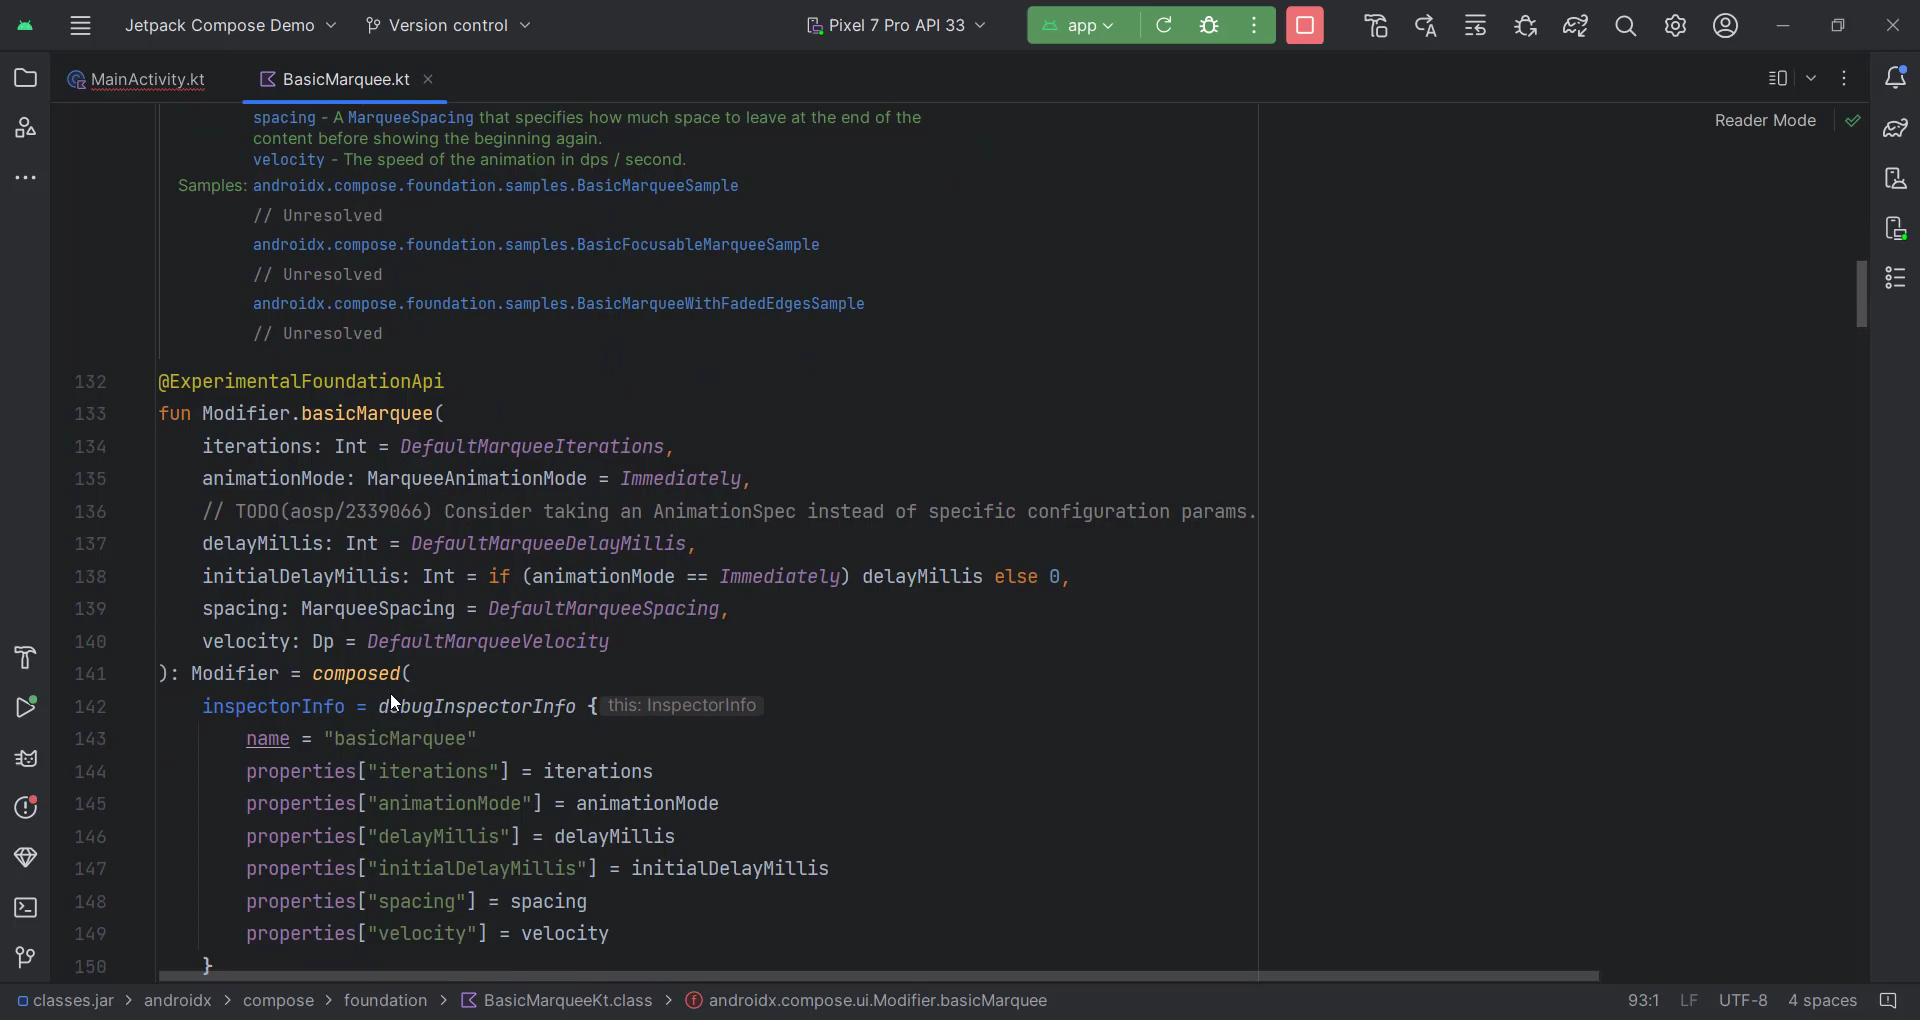 Jetpack Compose Demo
Version control
Pixel 7 Pro API 33
app
MainActivity.kt
BasicMarquee.kt
spacing - A MarqueeSpacing that specifies how much space to leave at the end of the
content before showing the beginning again.
velocity - The speed of the animation in dps / second.
Reader Mode
Samples: androidx.compose.foundation.samples.BasicMarqueeSample
// Unresolved
androidx.compose.foundation.samples.BasicFocusableMarqueeSample
// Unresolved
androidx.compose.foundation.samples.BasicMarqueeWithFadedEdgesSample
// Unresolved
132 @ExperimentalFoundationApi
133 fun Modifier.basicMarquee(
134 iterations: Int = DefaultMarqueeIterations,
135 animationMode: MarqueeAnimationMode = Immediately,
136 // TODO(aosp/2339066) Consider taking an AnimationSpec instead of specific configuration params.
137 delayMillis: Int = DefaultMarqueeDelayMillis,
138 initialDelayMillis: Int = if (animationMode == Immediately) delayMillis else 0,
139 spacing: MarqueeSpacing = DefaultMarqueeSpacing,
140 velocity: Dp = DefaultMarqueeVelocity
141 ): Modifier = composed(
142 inspectorInfo = debugInspectorInfo { this: InspectorInfo
143 name = "basicMarquee"
144 properties["iterations"] = iterations
145 properties["animationMode"] = animationMode
146 properties["delayMillis"] = delayMillis
147 properties["initialDelayMillis"] = initialDelayMillis
148 properties["spacing"] = spacing
149 properties["velocity"] = velocity
150 }
classes.jar > androidx > compose > foundation > BasicMarqueeKt.class > androidx.compose.ui.Modifier.basicMarquee
93:1 LF UTF-8 4 spaces